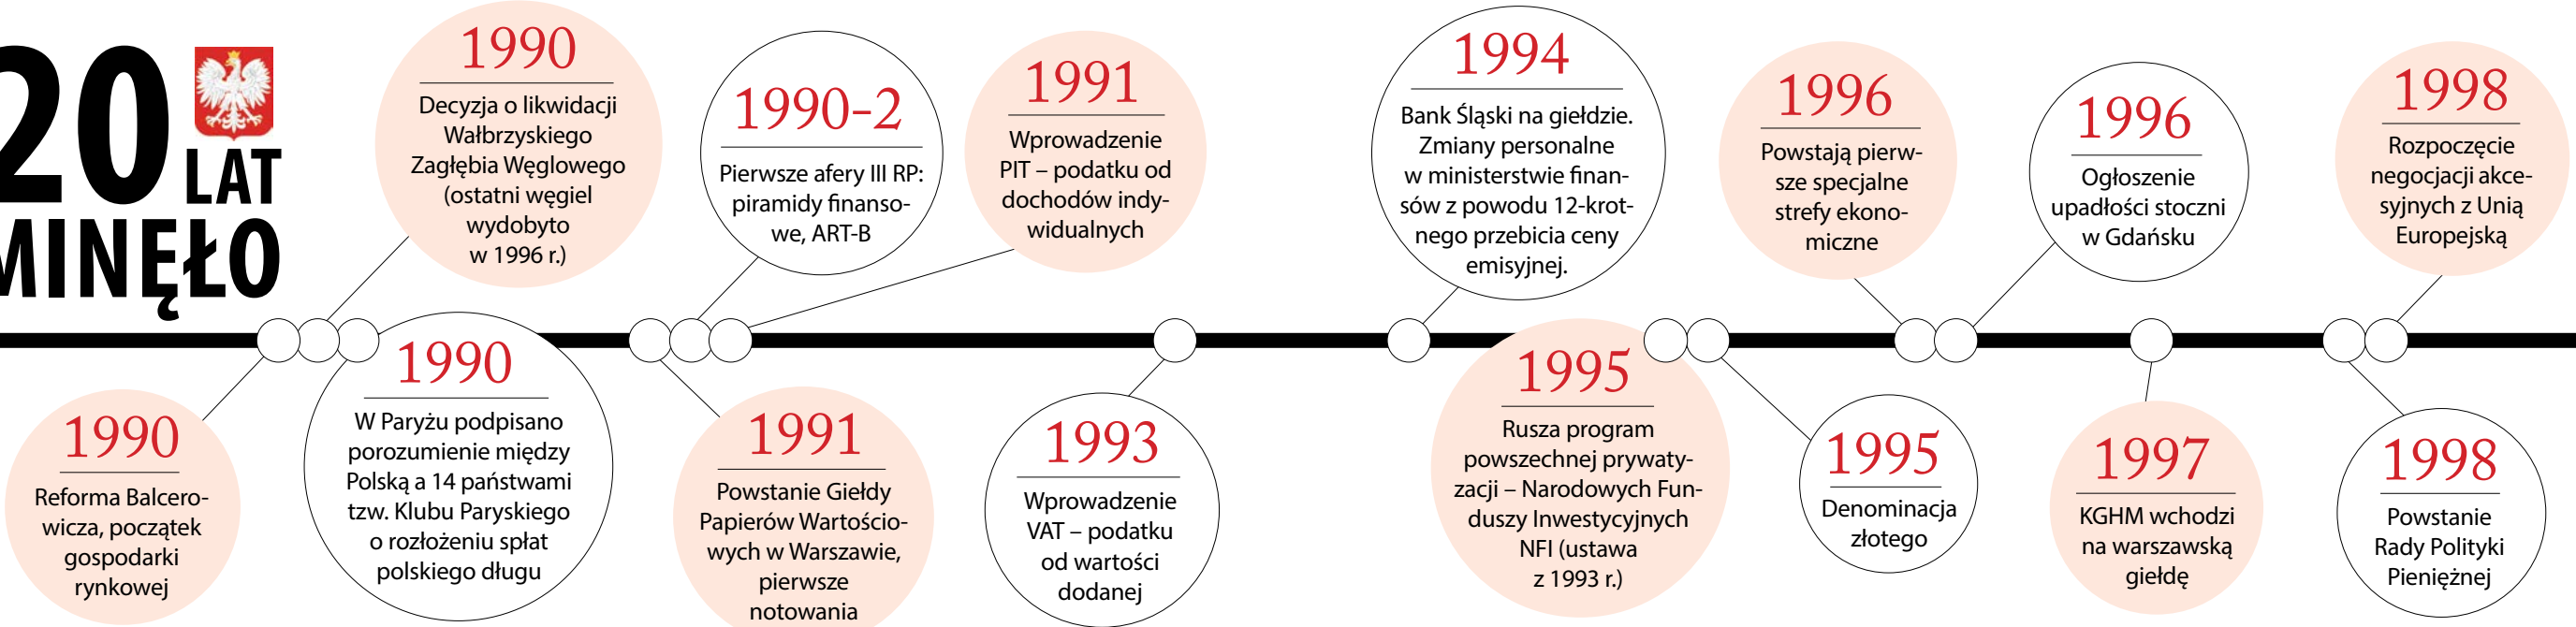 20
LAT
MINĘŁO
1990
Decyzja o likwidacji
Wałbrzyskiego
Zagłębia Węglowego
(ostatni węgiel
wydobyto
w 1996 r.)
1990-2
Pierwsze afery III RP:
piramidy finanso-
we, ART-B
1991
Wprowadzenie
PIT – podatku od
dochodów indy-
widualnych
1994
Bank Śląski na giełdzie.
Zmiany personalne
w ministerstwie finan-
sów z powodu 12-krot-
nego przebicia ceny
emisyjnej.
1996
Powstają pierw-
sze specjalne
strefy ekono-
miczne
1996
Ogłoszenie
upadłości stoczni
w Gdańsku
1998
Rozpoczęcie
negocjacji akce-
syjnych z Unią
Europejską
1990
Reforma Balcero-
wicza, początek
gospodarki
rynkowej
1990
W Paryżu podpisano
porozumienie między
Polską a 14 państwami
tzw. Klubu Paryskiego
o rozłożeniu spłat
polskiego długu
1991
Powstanie Giełdy
Papierów Wartościo-
wych w Warszawie,
pierwsze
notowania
1993
Wprowadzenie
VAT – podatku
od wartości
dodanej
1995
Rusza program
powszechnej prywaty-
zacji – Narodowych Fun-
duszy Inwestycyjnych
NFI (ustawa
z 1993 r.)
1995
Denominacja
złotego
1997
KGHM wchodzi
na warszawską
giełdę
1998
Powstanie
Rady Polityki
Pieniężnej